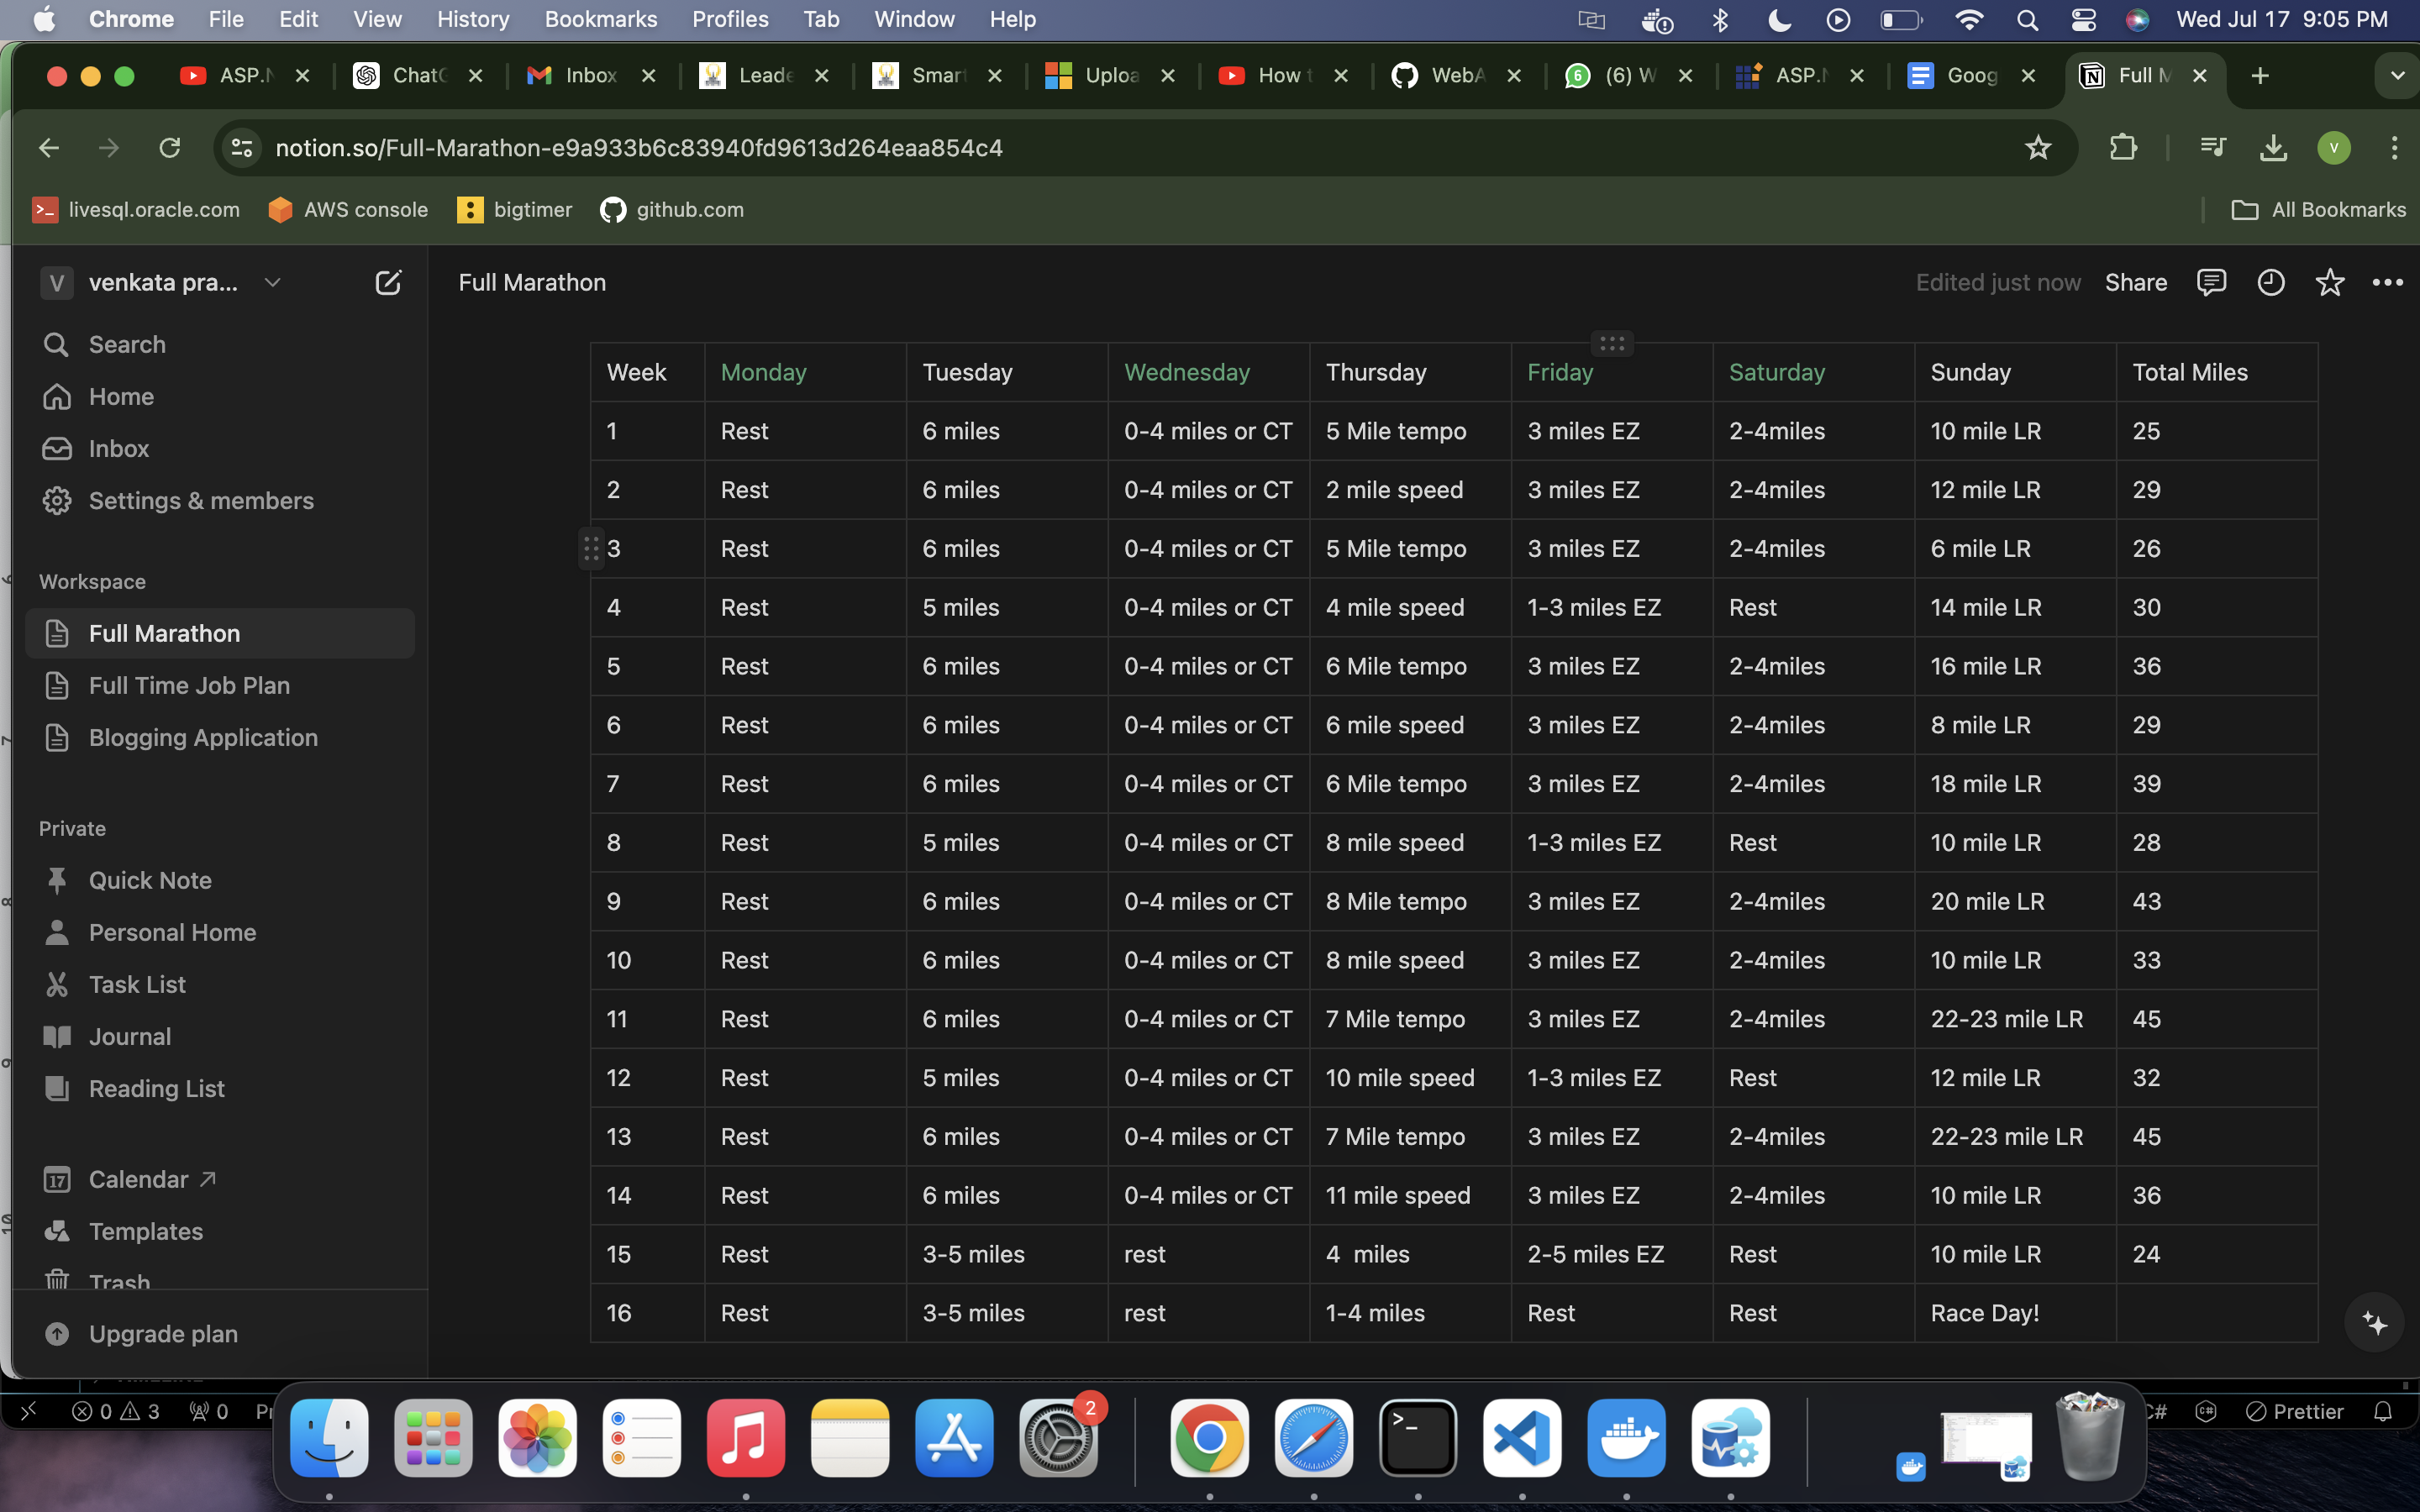 Chrome File Edit View History Bookmarks Profiles Tab Window Help Wed Jul 17 9:05 PM
ASP.N ChatG Inbox Leade Smar Uploa How t WebA (6) W ASP.N Goog Full M
notion.so/Full-Marathon-e9a933b6c83940fd9613d264eaa854c4 V
livesql.oracle.com AWS console bigtimer github.com All Bookmarks
V venkata pra... Full Marathon Edited just now Share
Search
Home
Inbox
Settings & members
Workspace
Full Marathon
Full Time Job Plan
Blogging Application
Private
Quick Note
Personal Home
Task List
Journal
Reading List
17 Calendar
Templates
Trash
Upgrade plan
Week Monday Tuesday Wednesday Thursday Friday Saturday Sunday Total Miles
1 Rest 6 miles 0-4 miles or CT 5 Mile tempo 3 miles EZ 2-4miles 10 mile LR 25
2 Rest 6 miles 0-4 miles or CT 2 mile speed 3 miles EZ 2-4miles 12 mile LR 29
3 Rest 6 miles 0-4 miles or CT 5 Mile tempo 3 miles EZ 2-4miles 6 mile LR 26
4 Rest 5 miles 0-4 miles or CT 4 mile speed 1-3 miles EZ Rest 14 mile LR 30
5 Rest 6 miles 0-4 miles or CT 6 Mile tempo 3 miles EZ 2-4miles 16 mile LR 36
6 Rest 6 miles 0-4 miles or CT 6 mile speed 3 miles EZ 2-4miles 8 mile LR 29
7 Rest 6 miles 0-4 miles or CT 6 Mile tempo 3 miles EZ 2-4miles 18 mile LR 39
8 Rest 5 miles 0-4 miles or CT 8 mile speed 1-3 miles EZ Rest 10 mile LR 28
9 Rest 6 miles 0-4 miles or CT 8 Mile tempo 3 miles EZ 2-4miles 20 mile LR 43
10 Rest 6 miles 0-4 miles or CT 8 mile speed 3 miles EZ 2-4miles 10 mile LR 33
11 Rest 6 miles 0-4 miles or CT 7 Mile tempo 3 miles EZ 2-4miles 22-23 mile LR 45
12 Rest 5 miles 0-4 miles or CT 10 mile speed 1-3 miles EZ Rest 12 mile LR 32
13 Rest 6 miles 0-4 miles or CT 7 Mile tempo 3 miles EZ 2-4miles 22-23 mile LR 45
14 Rest 6 miles 0-4 miles or CT 11 mile speed 3 miles EZ 2-4miles 10 mile LR 36
15 Rest 3-5 miles rest 4 miles 2-5 miles EZ Rest 10 mile LR 24
16 Rest 3-5 miles rest 1-4 miles Rest Rest Race Day!
0 3 0 Pr 2 C# Prettier